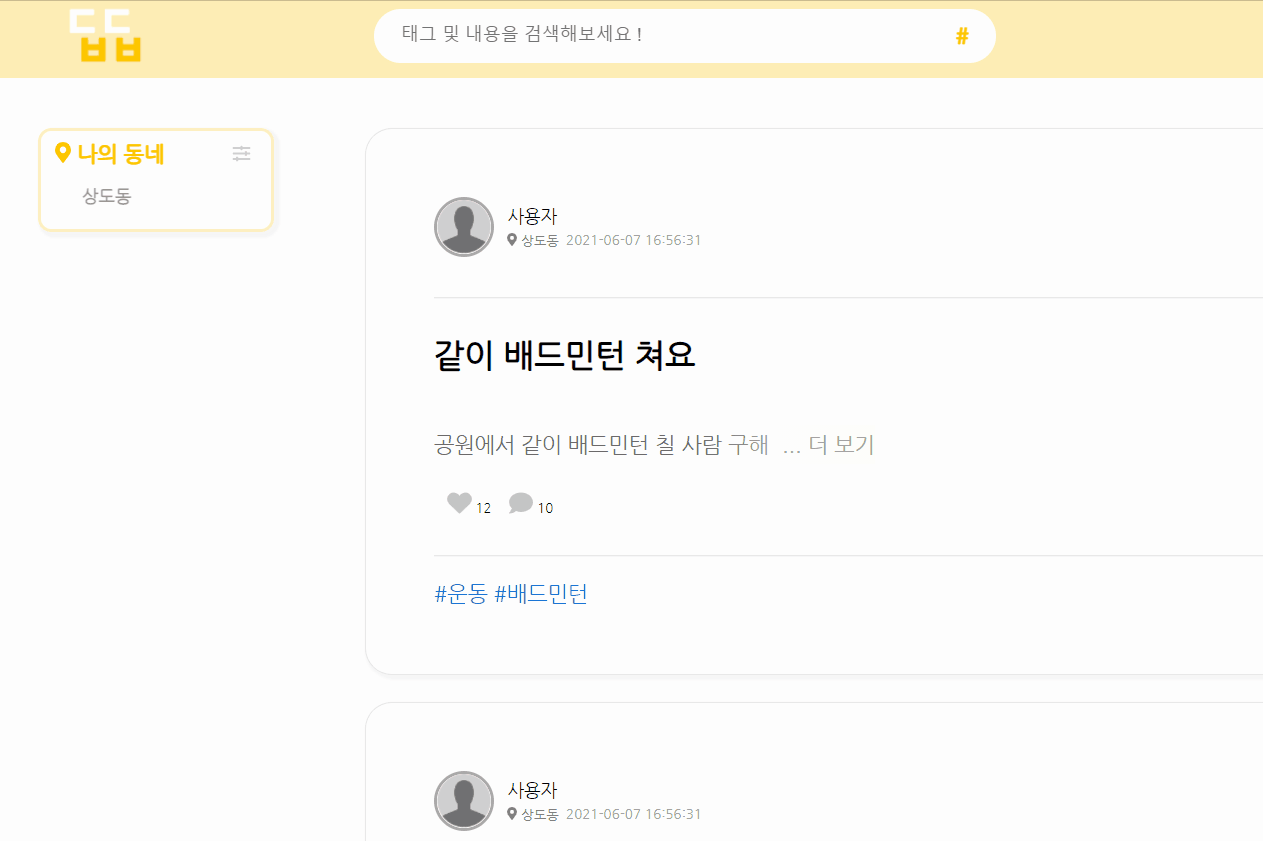 땁땁
태그 및 내용을 검색해보세요 !
#
나의 동네
상도동
사용자
상도동 2021-06-07 16:56:31
같이 배드민턴 쳐요
공원에서 같이 배드민턴 칠 사람 구해 ... 더 보기
12 10
#운동 #배드민턴
사용자
상도동 2021-06-07 16:56:31